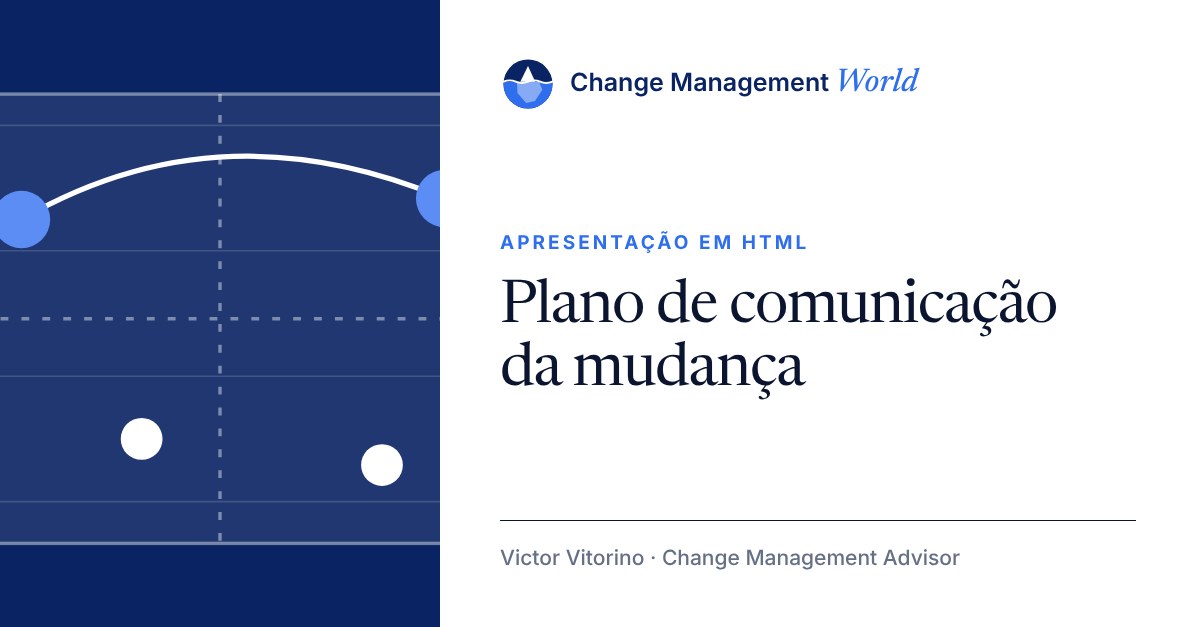 Change Management World
APRESENTAÇÃO EM HTML
Plano de comunicação
da mudança
Victor Vitorino · Change Management Advisor